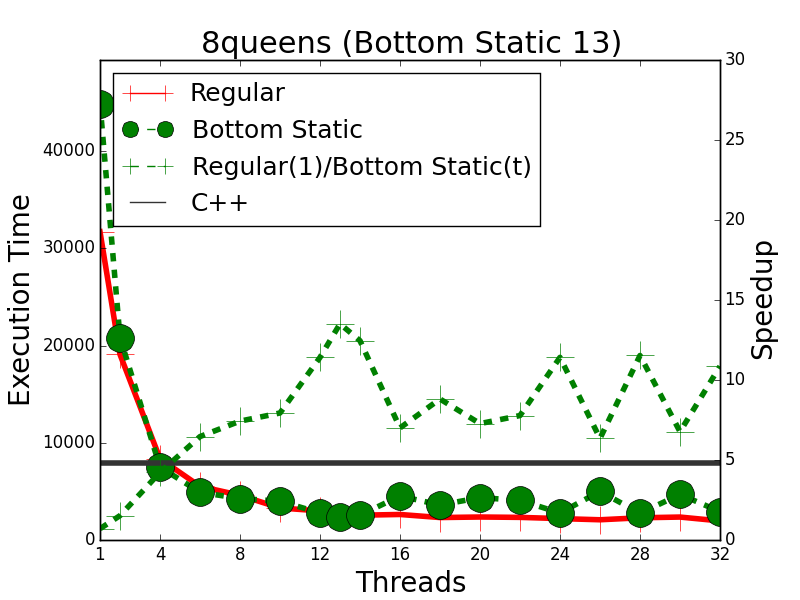 8queens (Bottom Static 13)
Regular
Bottom Static
Regular(1)/Bottom Static(t)
C++
Execution Time
40000
30000
20000
10000
0
30
25
20
15
10
5
0
Speedup
1 4 8 12 16 20 24 28 32
Threads